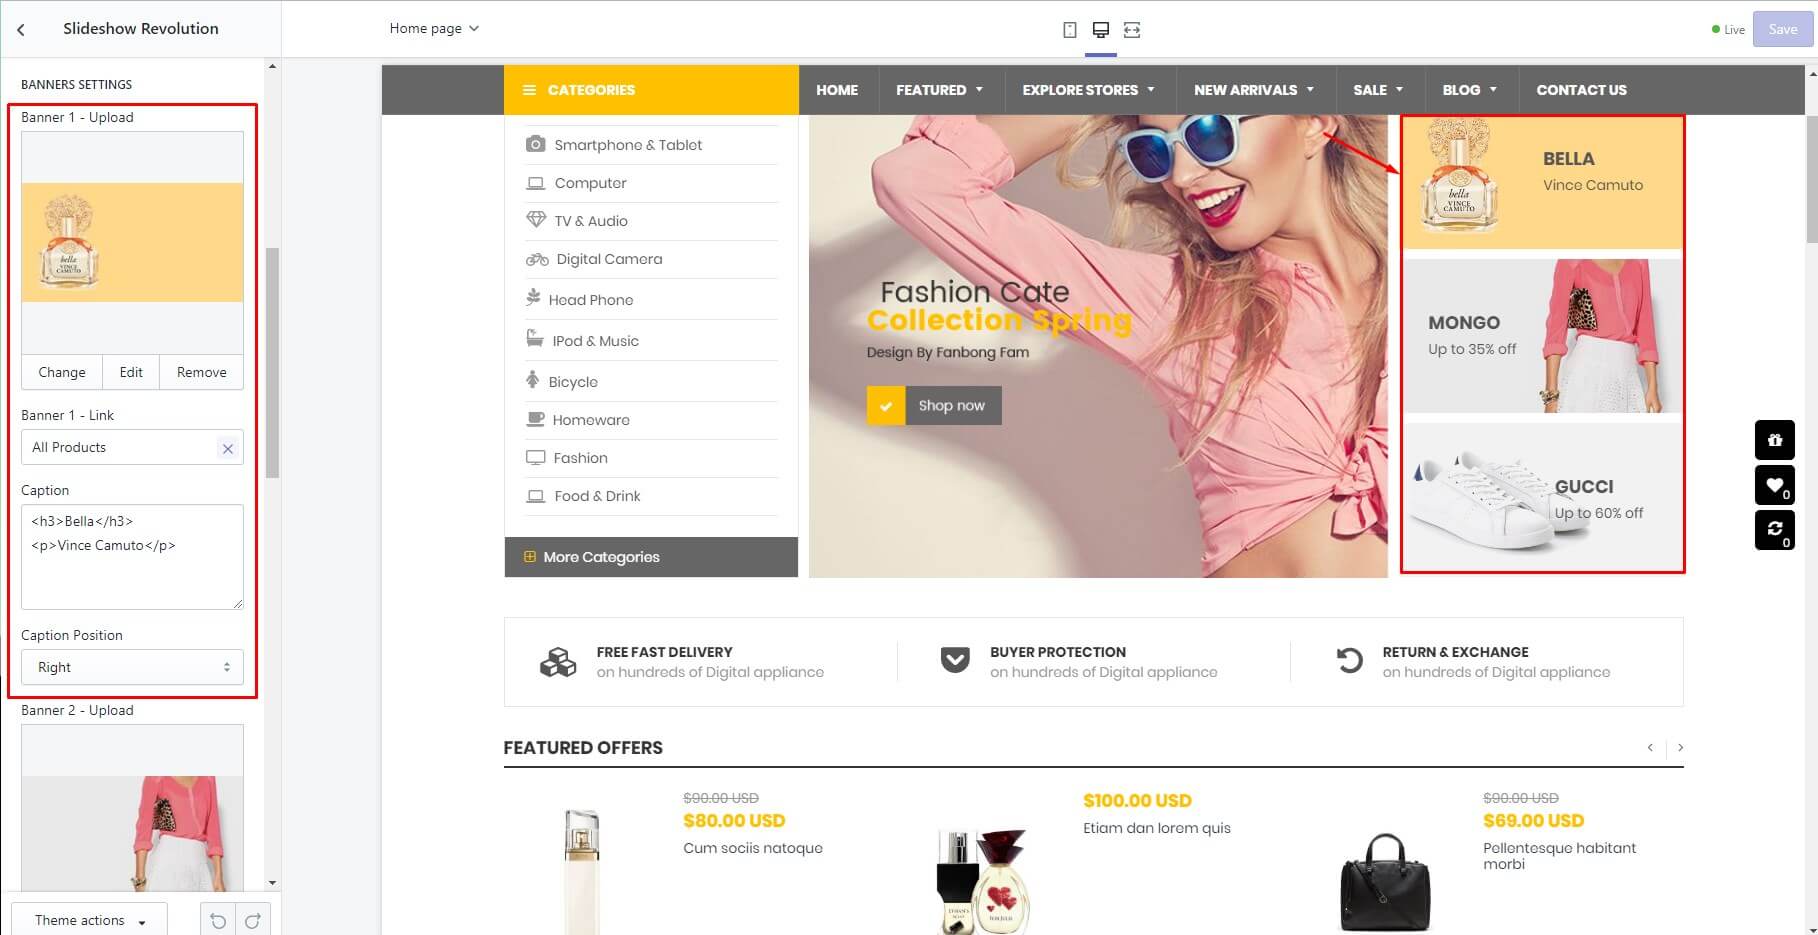 Slideshow Revolution
Home page
Live
Save
BANNERS SETTINGS
Banner 1 - Upload
bella
VINCE
CAMUTO
Change
Edit
Remove
Banner 1 - Link
All Products
Caption
<h3>Bella</h3>
<p>Vince Camuto</p>
Caption Position
Right
Banner 2 - Upload
Theme actions
CATEGORIES
HOME
FEATURED
EXPLORE STORES
NEW ARRIVALS
SALE
BLOG
CONTACT US
Smartphone & Tablet
Computer
TV & Audio
Digital Camera
Head Phone
IPod & Music
Bicycle
Homeware
Fashion
Food & Drink
More Categories
Fashion Cate
Collection Spring
Design By Fanbong Fam
Shop now
bella
VINCE
CAMUTO
BELLA
Vince Camuto
MONGO
Up to 35% off
GUCCI
Up to 60% off
0
0
FREE FAST DELIVERY
on hundreds of Digital appliance
BUYER PROTECTION
on hundreds of Digital appliance
RETURN & EXCHANGE
on hundreds of Digital appliance
FEATURED OFFERS
$90.00 USD
$80.00 USD
Cum sociis natoque
$100.00 USD
Etiam dan lorem quis
$90.00 USD
$69.00 USD
Pellentesque habitant
morbi